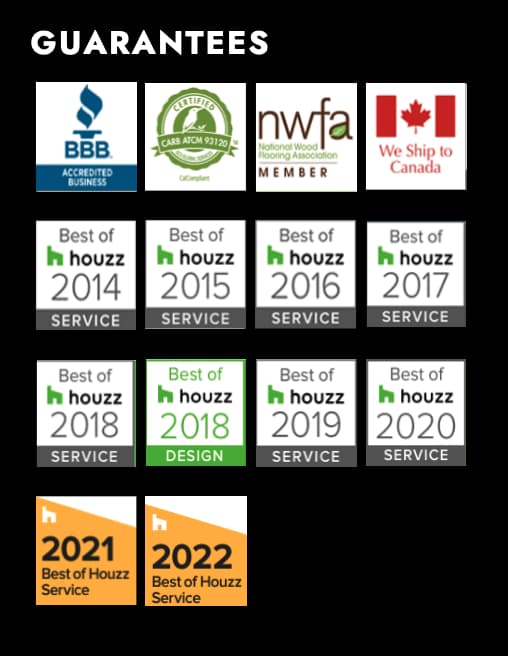 GUARANTEES
BBB
ACCREDITED
BUSINESS
CERTIFIED
CARB ATCM 93120
CalCompliant
nwfa
National Wood
Flooring Association
MEMBER
We Ship to
Canada
Best of
houzz
2014
SERVICE
Best of
houzz
2015
SERVICE
Best of
houzz
2016
SERVICE
Best of
houzz
2017
SERVICE
Best of
houzz
2018
SERVICE
Best of
houzz
2018
DESIGN
Best of
houzz
2019
SERVICE
Best of
houzz
2020
SERVICE
2021
Best of Houzz
Service
2022
Best of Houzz
Service